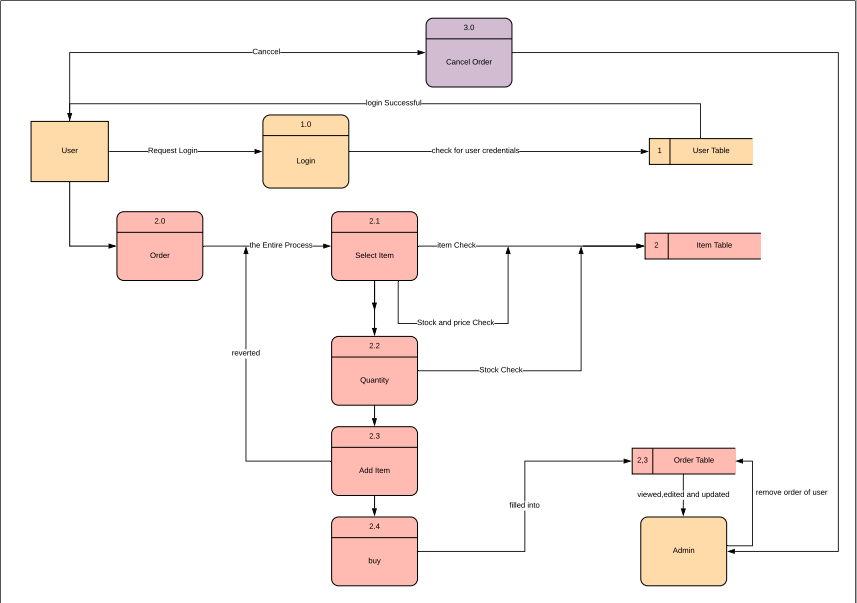 3.0
Canccel
Cancel Order
login Successful
1.0
User
Request Login
Login
check for user credentials
1
User Table
2.0
2.1
Order
the Entire Process
Select Item
item Check
2
Item Table
Stock and price Check
2.2
reverted
Quantity
Stock Check
2.3
Add Item
2,3
Order Table
viewed,edited and updated
remove order of user
filled into
2.4
buy
Admin